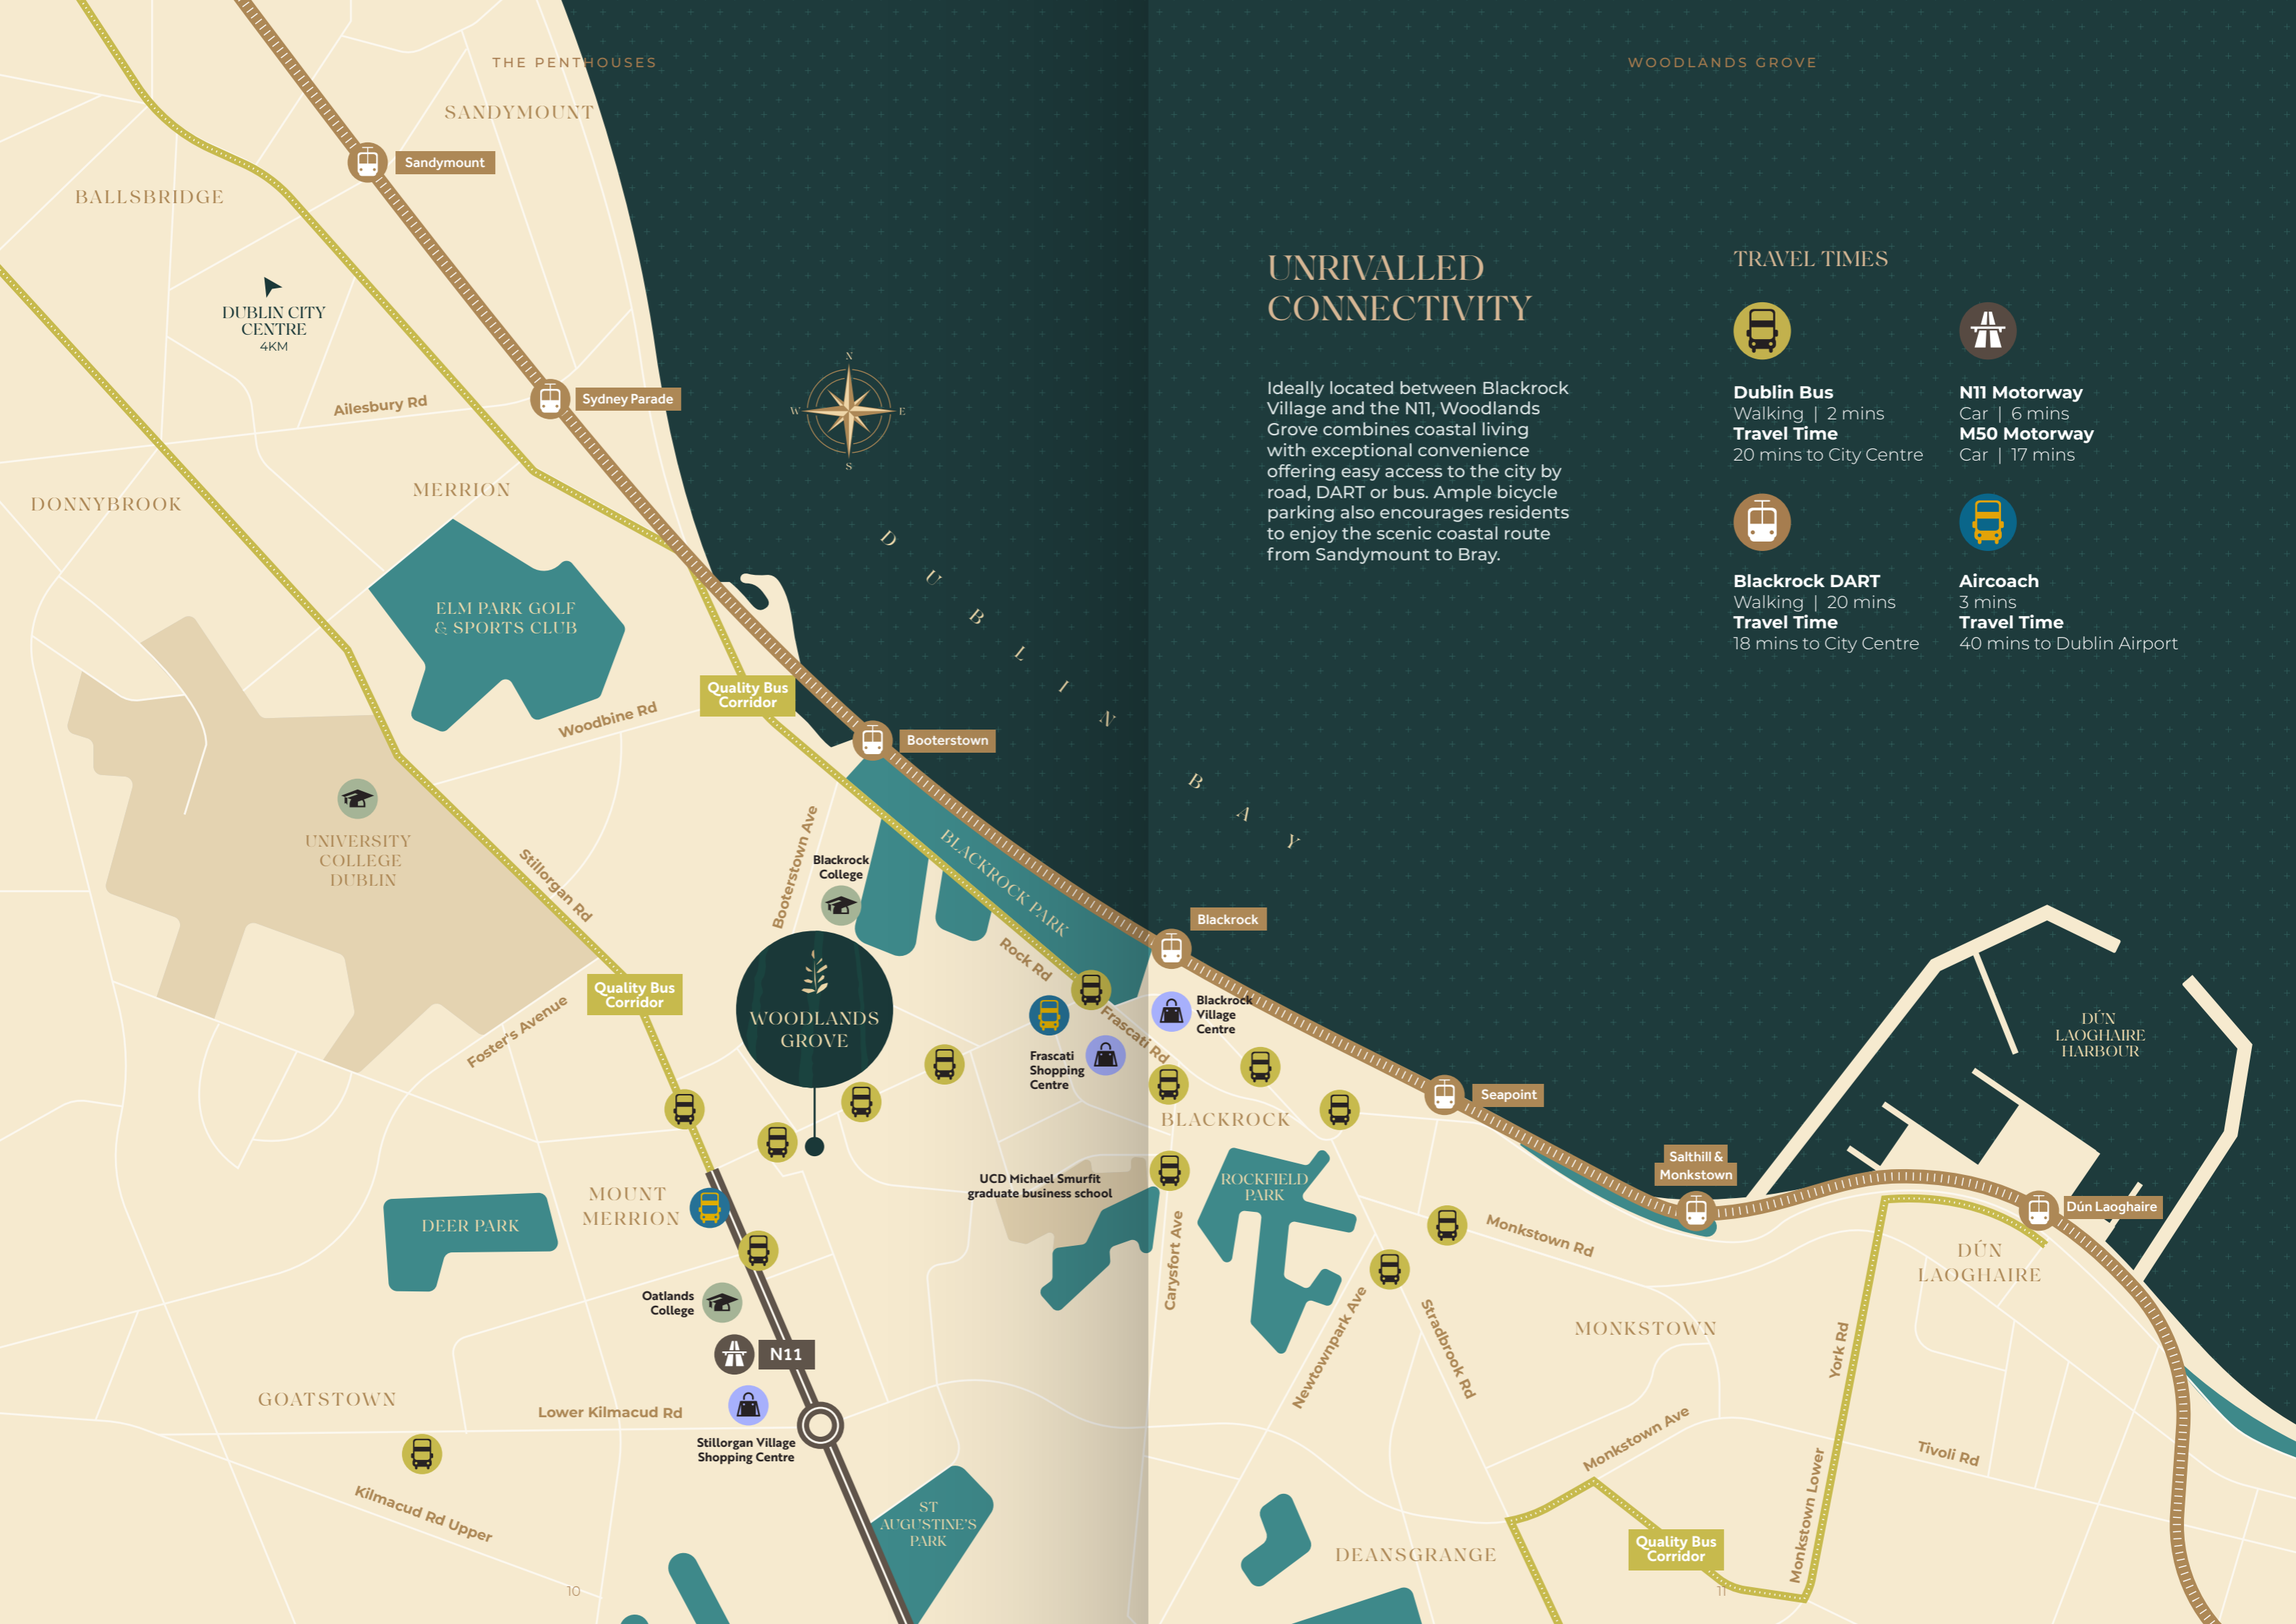 THE PENTHOUSES
WOODLANDS GROVE
SANDYMOUNT
Sandymount
BALLSBRIDGE
DUBLIN CITY
CENTRE
4KM
Ailesbury Rd
Sydney Parade
MERRION
DONNYBROOK
N
W
E
S
ELM PARK GOLF
& SPORTS CLUB
Woodbine Rd
Quality Bus
Corridor
Booterstown
DUBLIN BAY
UNRIVALLED
CONNECTIVITY
Ideally located between Blackrock
Village and the N11, Woodlands
Grove combines coastal living
with exceptional convenience
offering easy access to the city by
road, DART or bus. Ample bicycle
parking also encourages residents
to enjoy the scenic coastal route
from Sandymount to Bray.
TRAVEL TIMES
Dublin Bus
Walking | 2 mins
Travel Time
20 mins to City Centre
N11 Motorway
Car | 6 mins
M50 Motorway
Car | 17 mins
Blackrock DART
Walking | 20 mins
Travel Time
18 mins to City Centre
Aircoach
3 mins
Travel Time
40 mins to Dublin Airport
UNIVERSITY
COLLEGE
DUBLIN
Stillorgan Rd
Booterstown Ave
Blackrock
College
BLACKROCK PARK
Rock Rd
Blackrock
Foster's Avenue
Quality Bus
Corridor
WOODLANDS
GROVE
Frascati Rd
Blackrock
Village
Centre
Frascati
Shopping
Centre
BLACKROCK
Seapoint
Salthill &
Monkstown
DÚN
LAOGHAIRE
HARBOUR
Dún Laoghaire
DÚN
LAOGHAIRE
UCD Michael Smurfit
graduate business school
ROCKFIELD
PARK
Carysfort Ave
Monkstown Rd
MOUNT
MERRION
DEER PARK
Oatlands
College
N11
Newtownpark Ave
Stradbrook Rd
MONKSTOWN
York Rd
GOATSTOWN
Lower Kilmacud Rd
Stillorgan Village
Shopping Centre
Kilmacud Rd Upper
ST
AUGUSTINE'S
PARK
Monkstown Ave
Tivoli Rd
Monkstown Lower
DEANSGRANGE
Quality Bus
Corridor
10
11